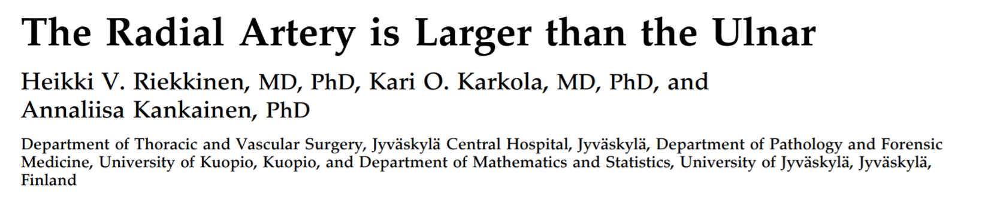 The Radial Artery is Larger than the Ulnar
Heikki V. Riekkinen, MD, PhD, Kari O. Karkola, MD, PhD, and
Annaliisa Kankainen, PhD
Department of Thoracic and Vascular Surgery, Jyväskylä Central Hospital, Jyväskylä, Department of Pathology and Forensic
Medicine, University of Kuopio, Kuopio, and Department of Mathematics and Statistics, University of Jyväskylä, Jyväskylä,
Finland